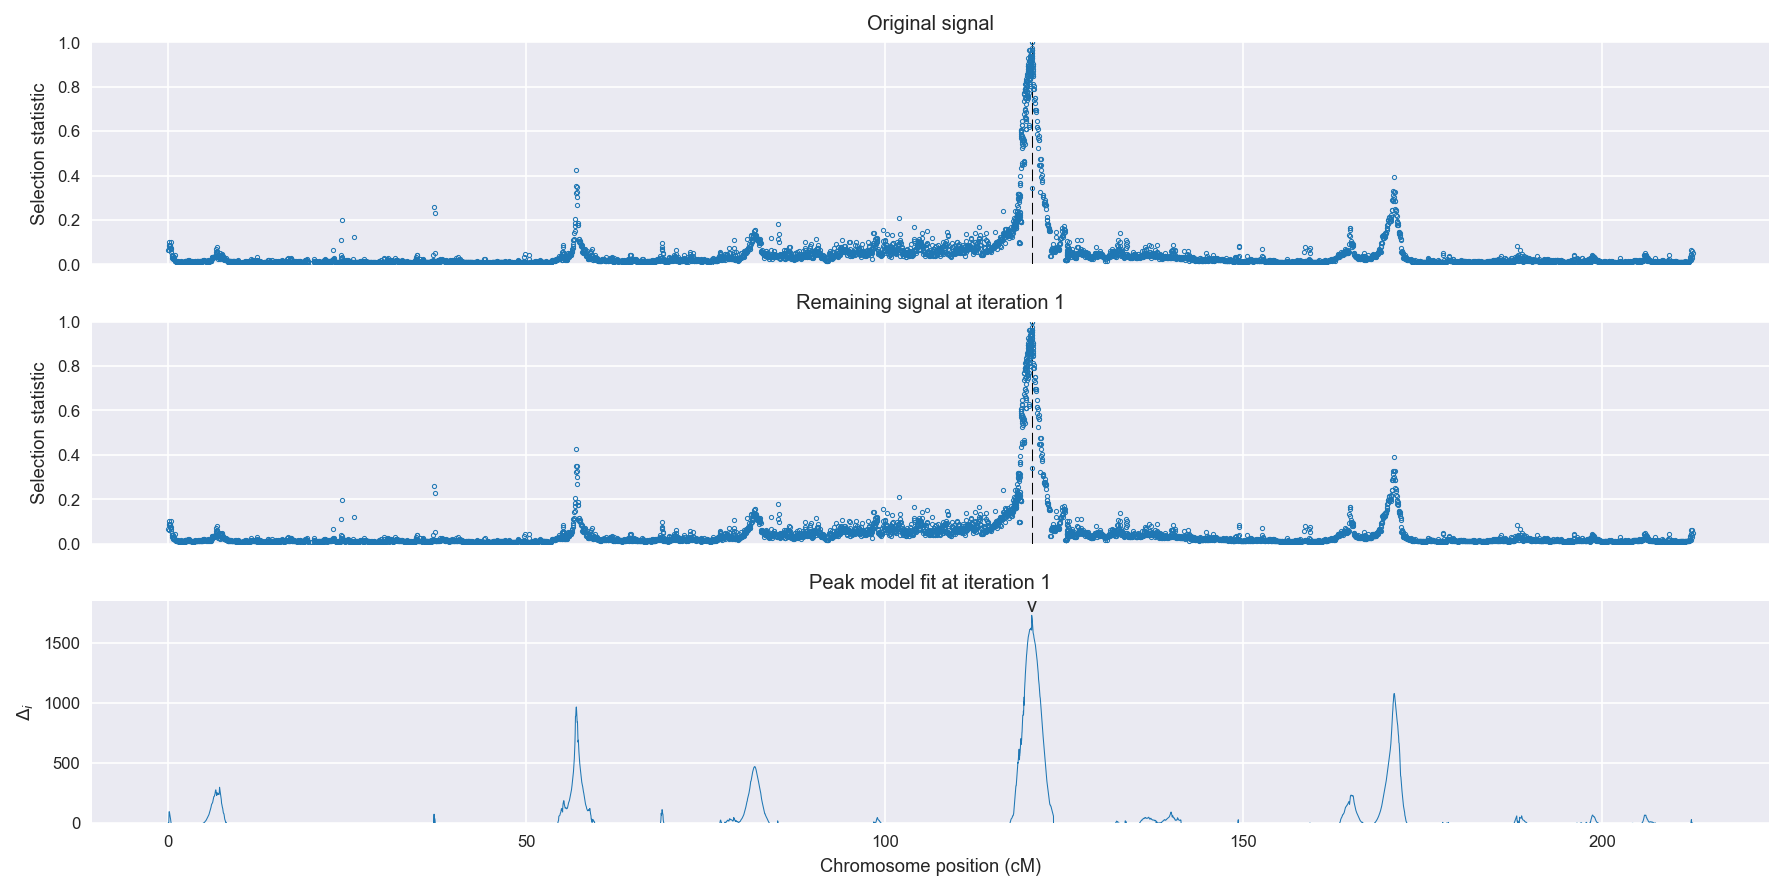 Original signal
1.0
0.8
0.6
0.4
0.2
0.0
Selection statistic
Remaining signal at iteration 1
1.0
0.8
0.6
0.4
0.2
0.0
Selection statistic
Peak model fit at iteration 1
1500
1000
500
0
Δi
0 50 100 150 200
Chromosome position (cM)